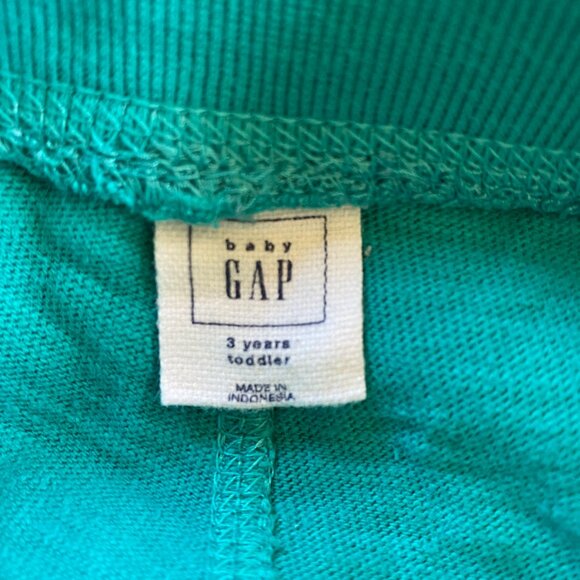 baby
GAP
3 years
toddler
MADE IN
INDONESIA